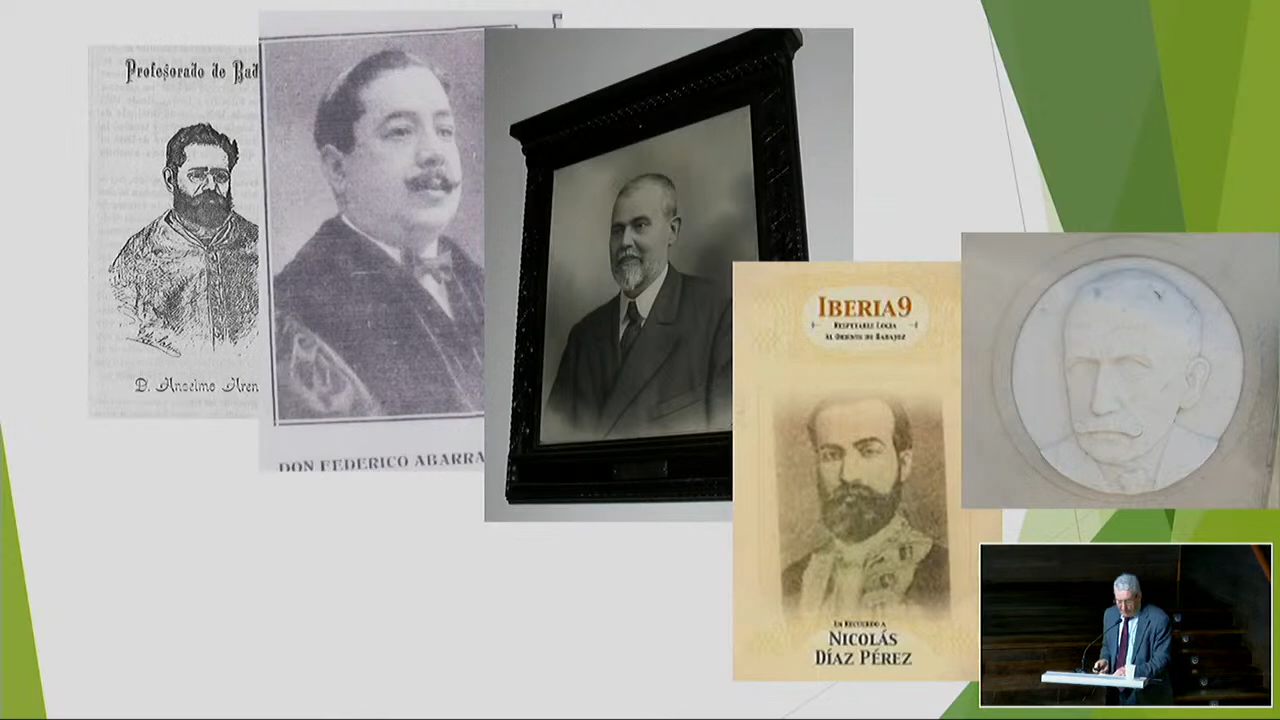 Profesorado de Bad
D. Anselmo Aren
DON FEDERICO ABARRA
IBERIA9
RESPETABLE LOGIA
AL ORIENTE DE BADAJOZ
EN RECUERDO A
NICOLÁS
DÍAZ PÉREZ